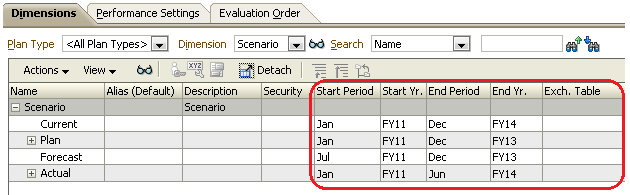 Dimensions Performance Settings Evaluation Order
Plan Type <All Plan Types> Dimension Scenario Search Name
Actions View XYZ Detach
Name Alias (Default) Description Security Start Period Start Yr. End Period End Yr. Exch. Table
Scenario Scenario
Current Jan FY11 Dec FY14
Plan Jan FY11 Dec FY13
Forecast Jul FY11 Dec FY13
Actual Jan FY11 Jun FY14